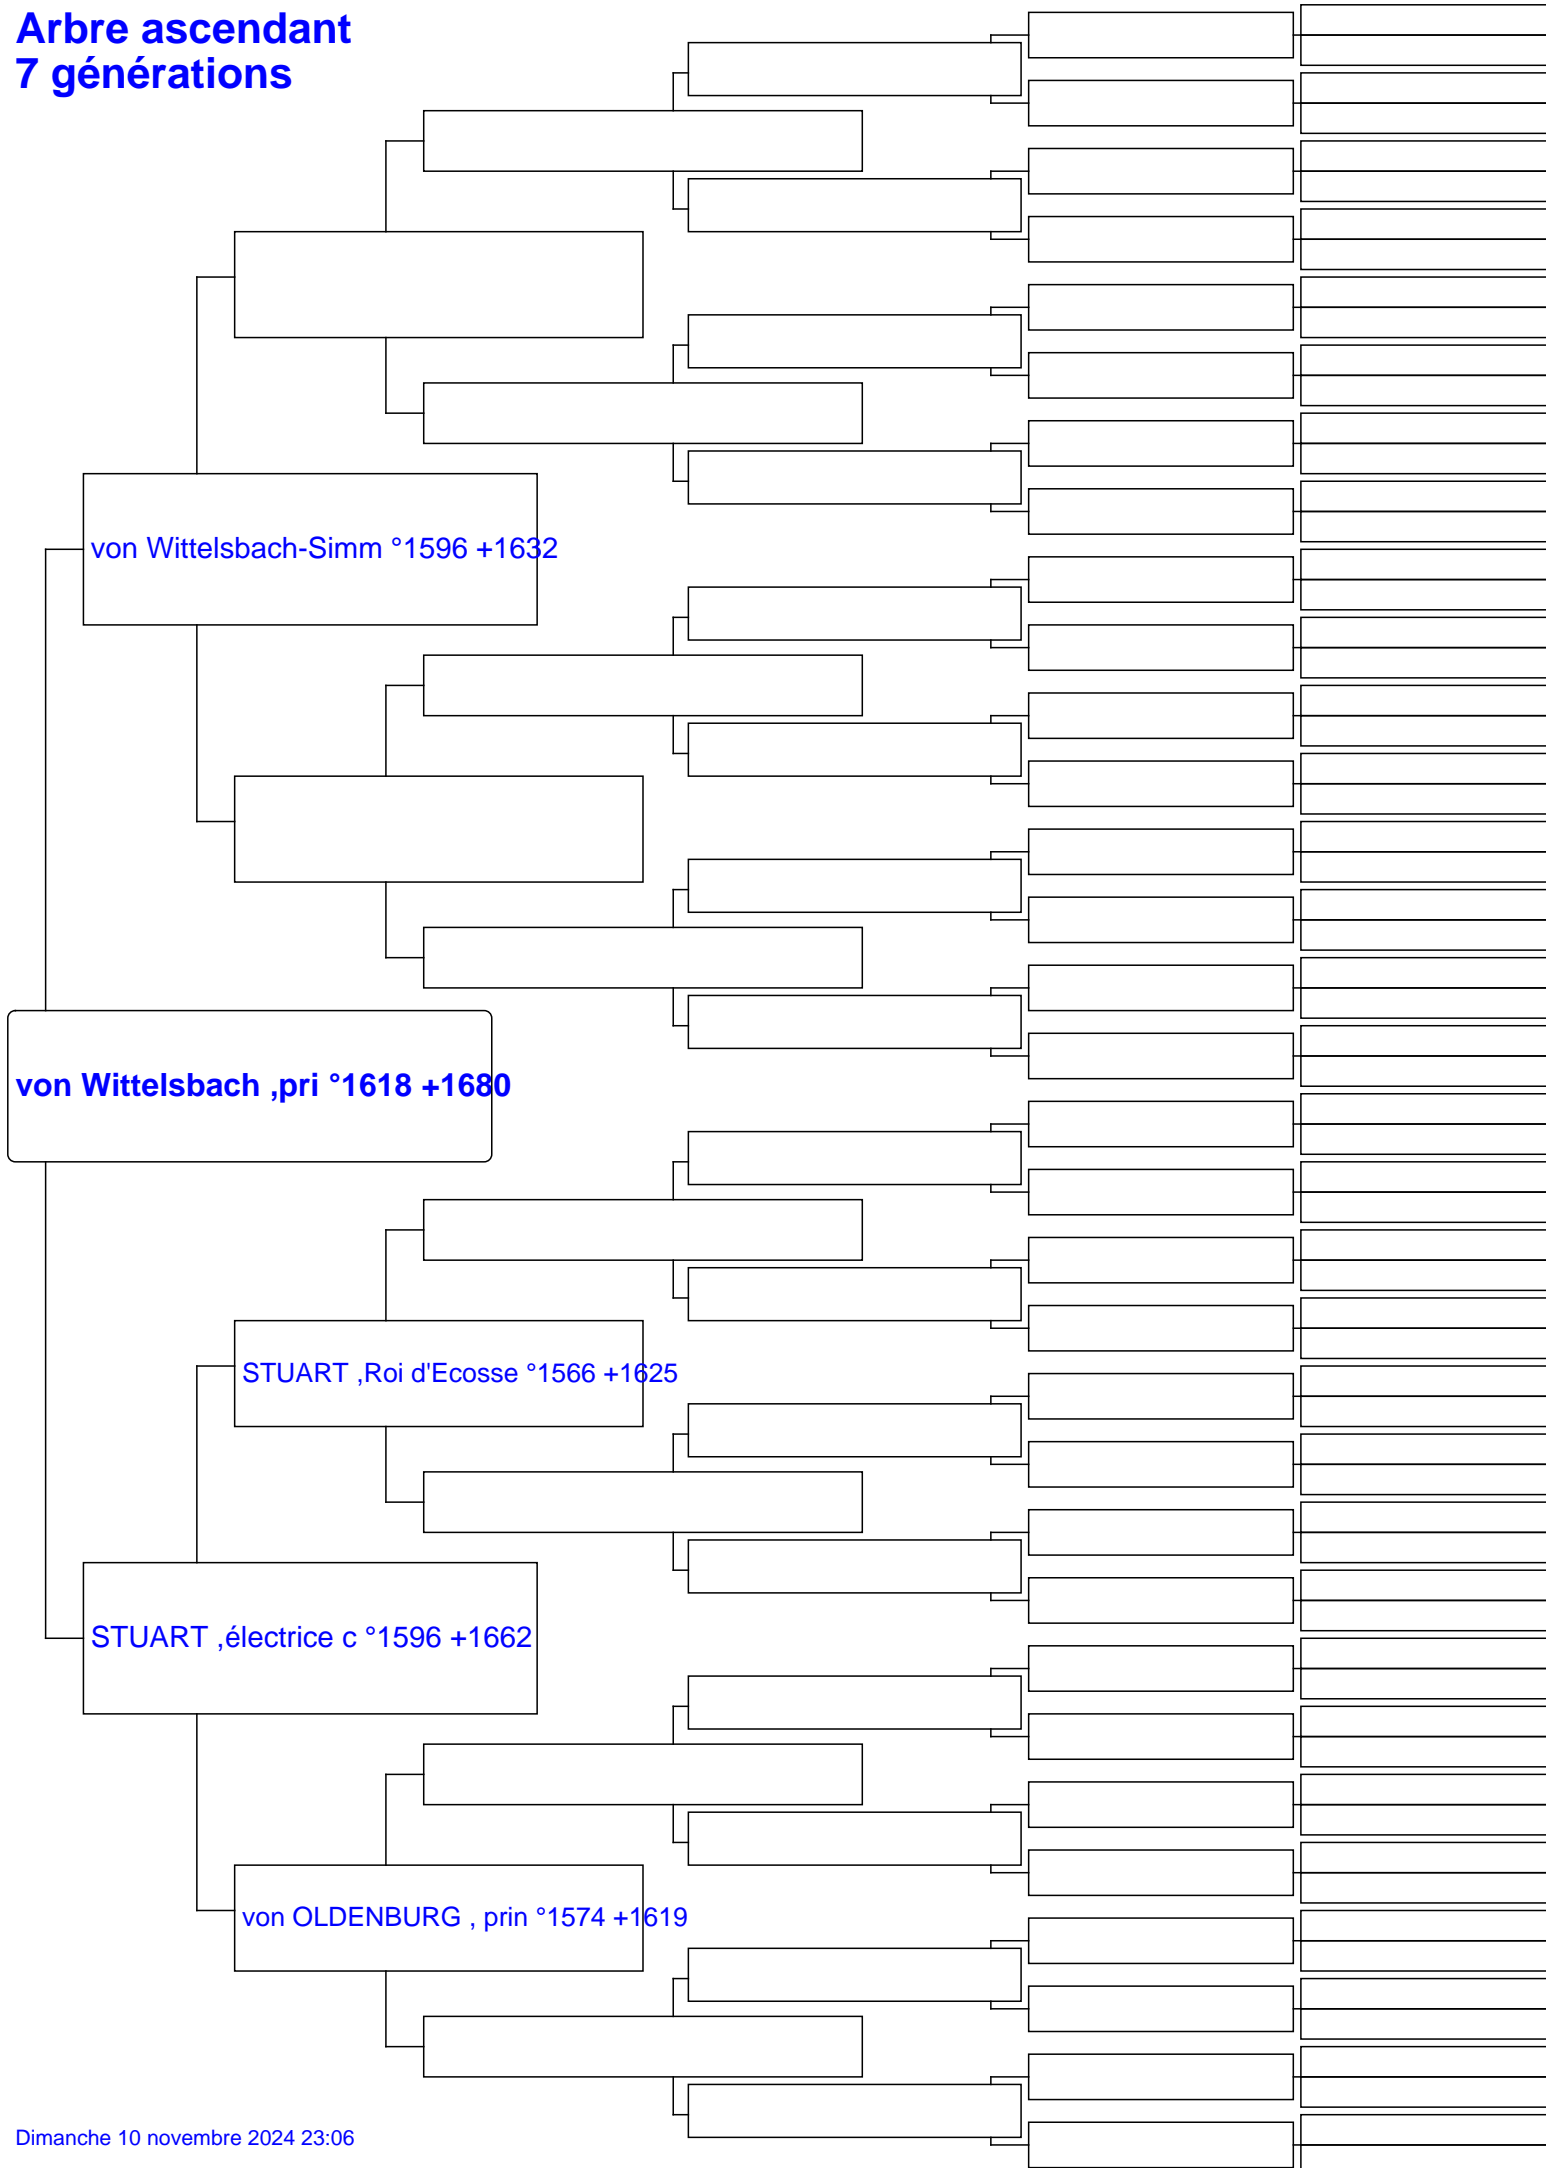 Arbre ascendant
7 générations
von Wittelsbach-Simm °1596 +1632
von Wittelsbach ,pri °1618 +1680
STUART ,Roi d'Ecosse °1566 +1625
STUART ,électrice c °1596 +1662
von OLDENBURG , prin °1574 +1619
Dimanche 10 novembre 2024 23:06